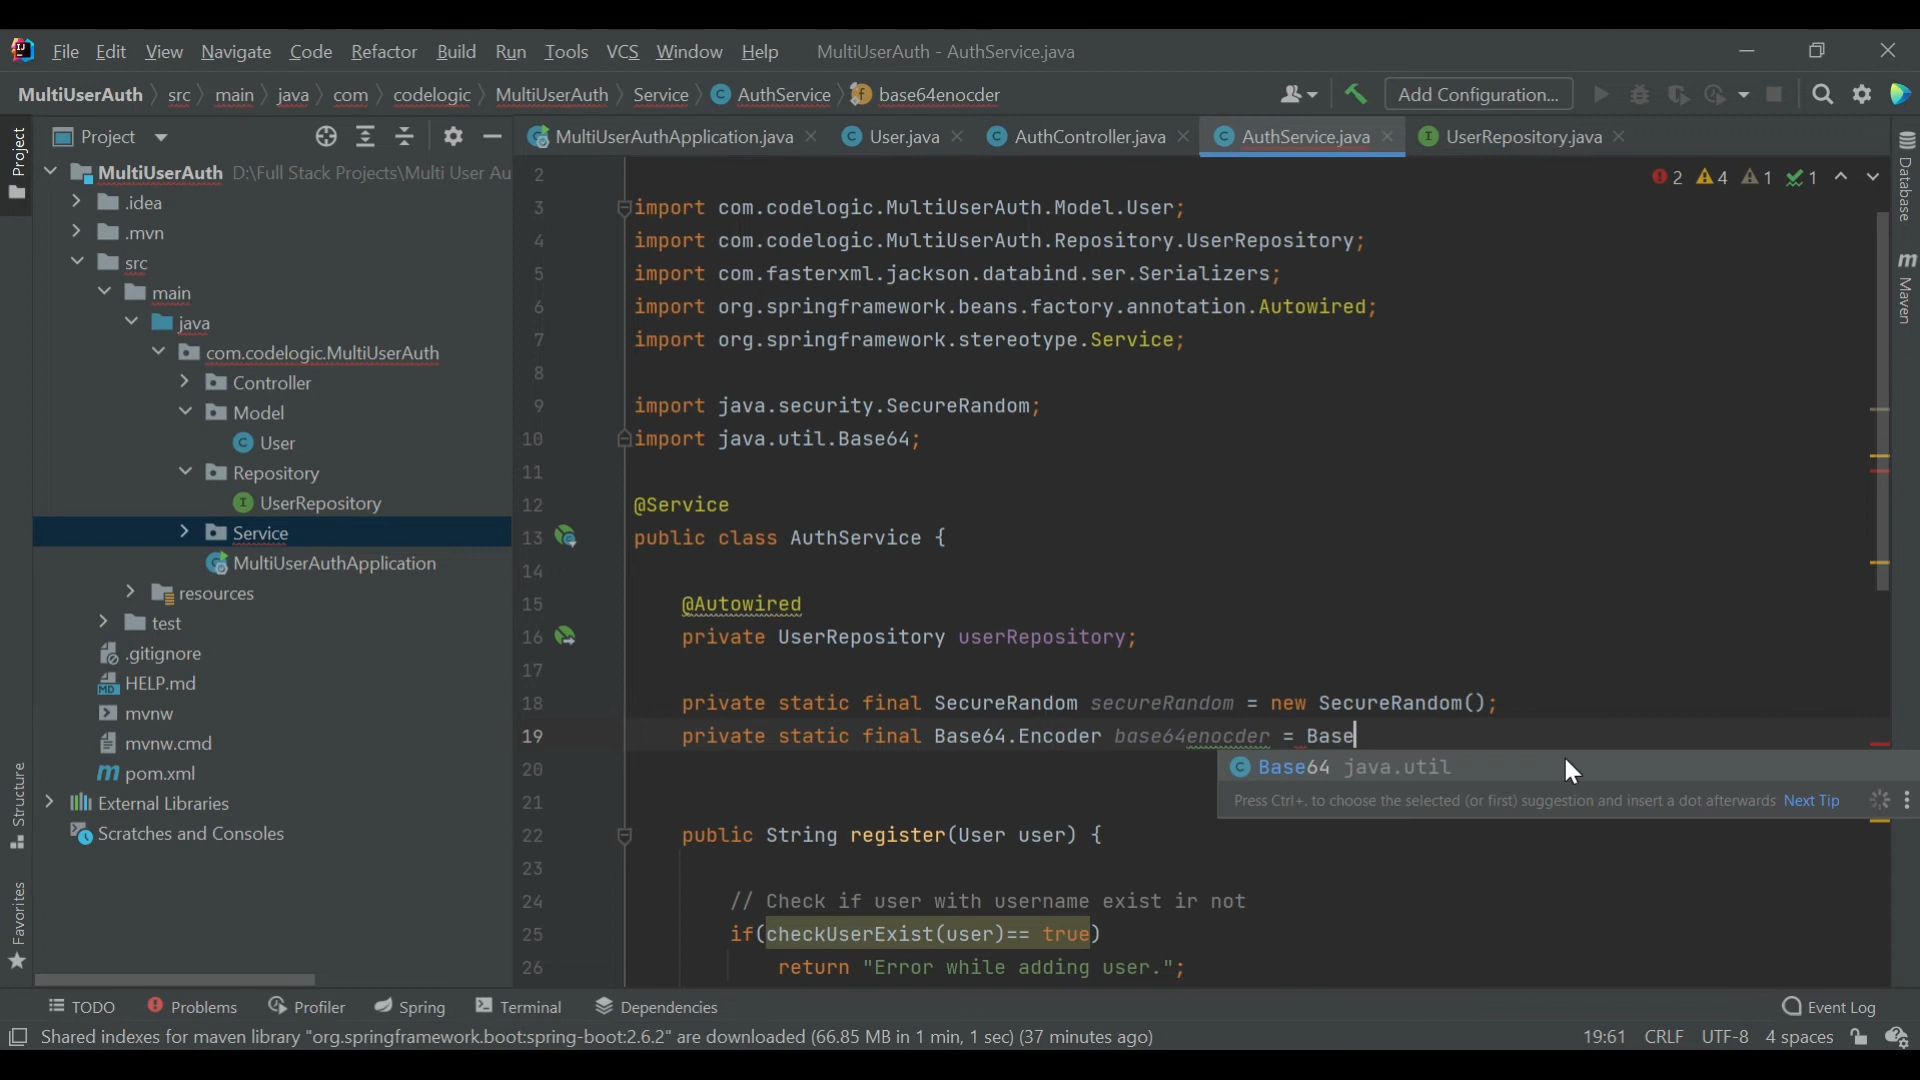 File Edit View Navigate Code Refactor Build Run Tools VCS Window Help MultiUserAuth - AuthService.java
MultiUserAuth src main java com codelogic MultiUserAuth Service AuthService base64enocder Add Configuration...
Project
MultiUserAuthApplication.java User.java AuthController.java AuthService.java UserRepository.java
Project
MultiUserAuth D:\Full Stack Projects\Multi User Au
.idea
.mvn
src
main
java
com.codelogic.MultiUserAuth
Controller
Model
User
Repository
UserRepository
Service
MultiUserAuthApplication
resources
test
.gitignore
HELP.md
mvnw
mvnw.cmd
pom.xml
External Libraries
Scratches and Consoles
Structure
Favorites
2 4 1 1
2
3 import com.codelogic.MultiUserAuth.Model.User;
4 import com.codelogic.MultiUserAuth.Repository.UserRepository;
5 import com.fasterxml.jackson.databind.ser.Serializers;
6 import org.springframework.beans.factory.annotation.Autowired;
7 import org.springframework.stereotype.Service;
8
9 import java.security.SecureRandom;
10 import java.util.Base64;
11
12 @Service
13 public class AuthService {
14
15 @Autowired
16 private UserRepository userRepository;
17
18 private static final SecureRandom secureRandom = new SecureRandom();
19 private static final Base64.Encoder base64enocder = Base
Base64 java.util
Press Ctrl+. to choose the selected (or first) suggestion and insert a dot afterwards Next Tip
20
21
22 public String register(User user) {
23
24 // Check if user with username exist ir not
25 if(checkUserExist(user)== true)
26 return "Error while adding user.";
Database
Maven
TODO Problems Profiler Spring Terminal Dependencies Event Log
Shared indexes for maven library "org.springframework.boot:spring-boot:2.6.2" are downloaded (66.85 MB in 1 min, 1 sec) (37 minutes ago) 19:61 CRLF UTF-8 4 spaces